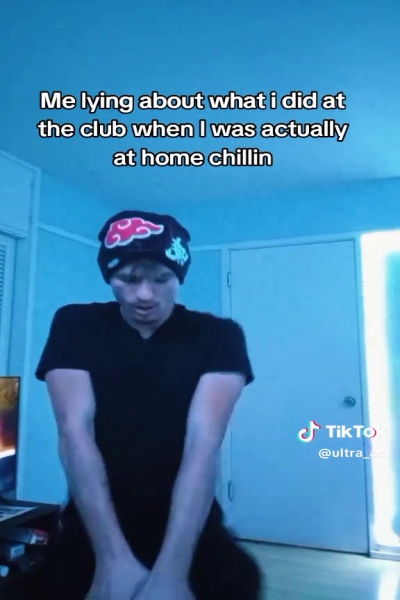 Me lying about what i did at
the club when I was actually
at home chillin
TikTok